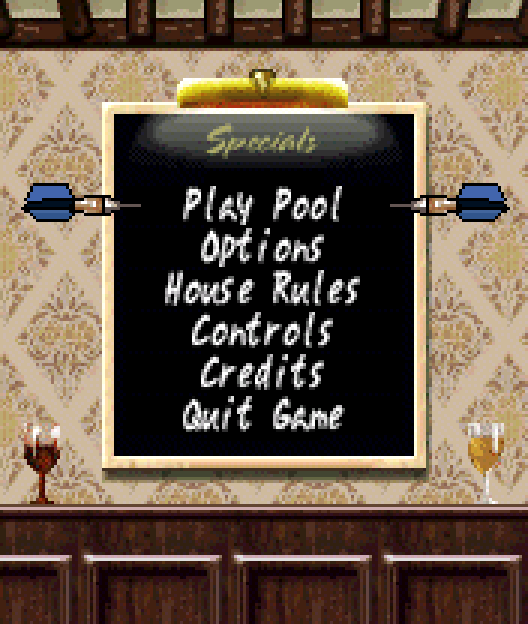 Specials
Play Pool
Options
House Rules
Controls
Credits
Quit Game